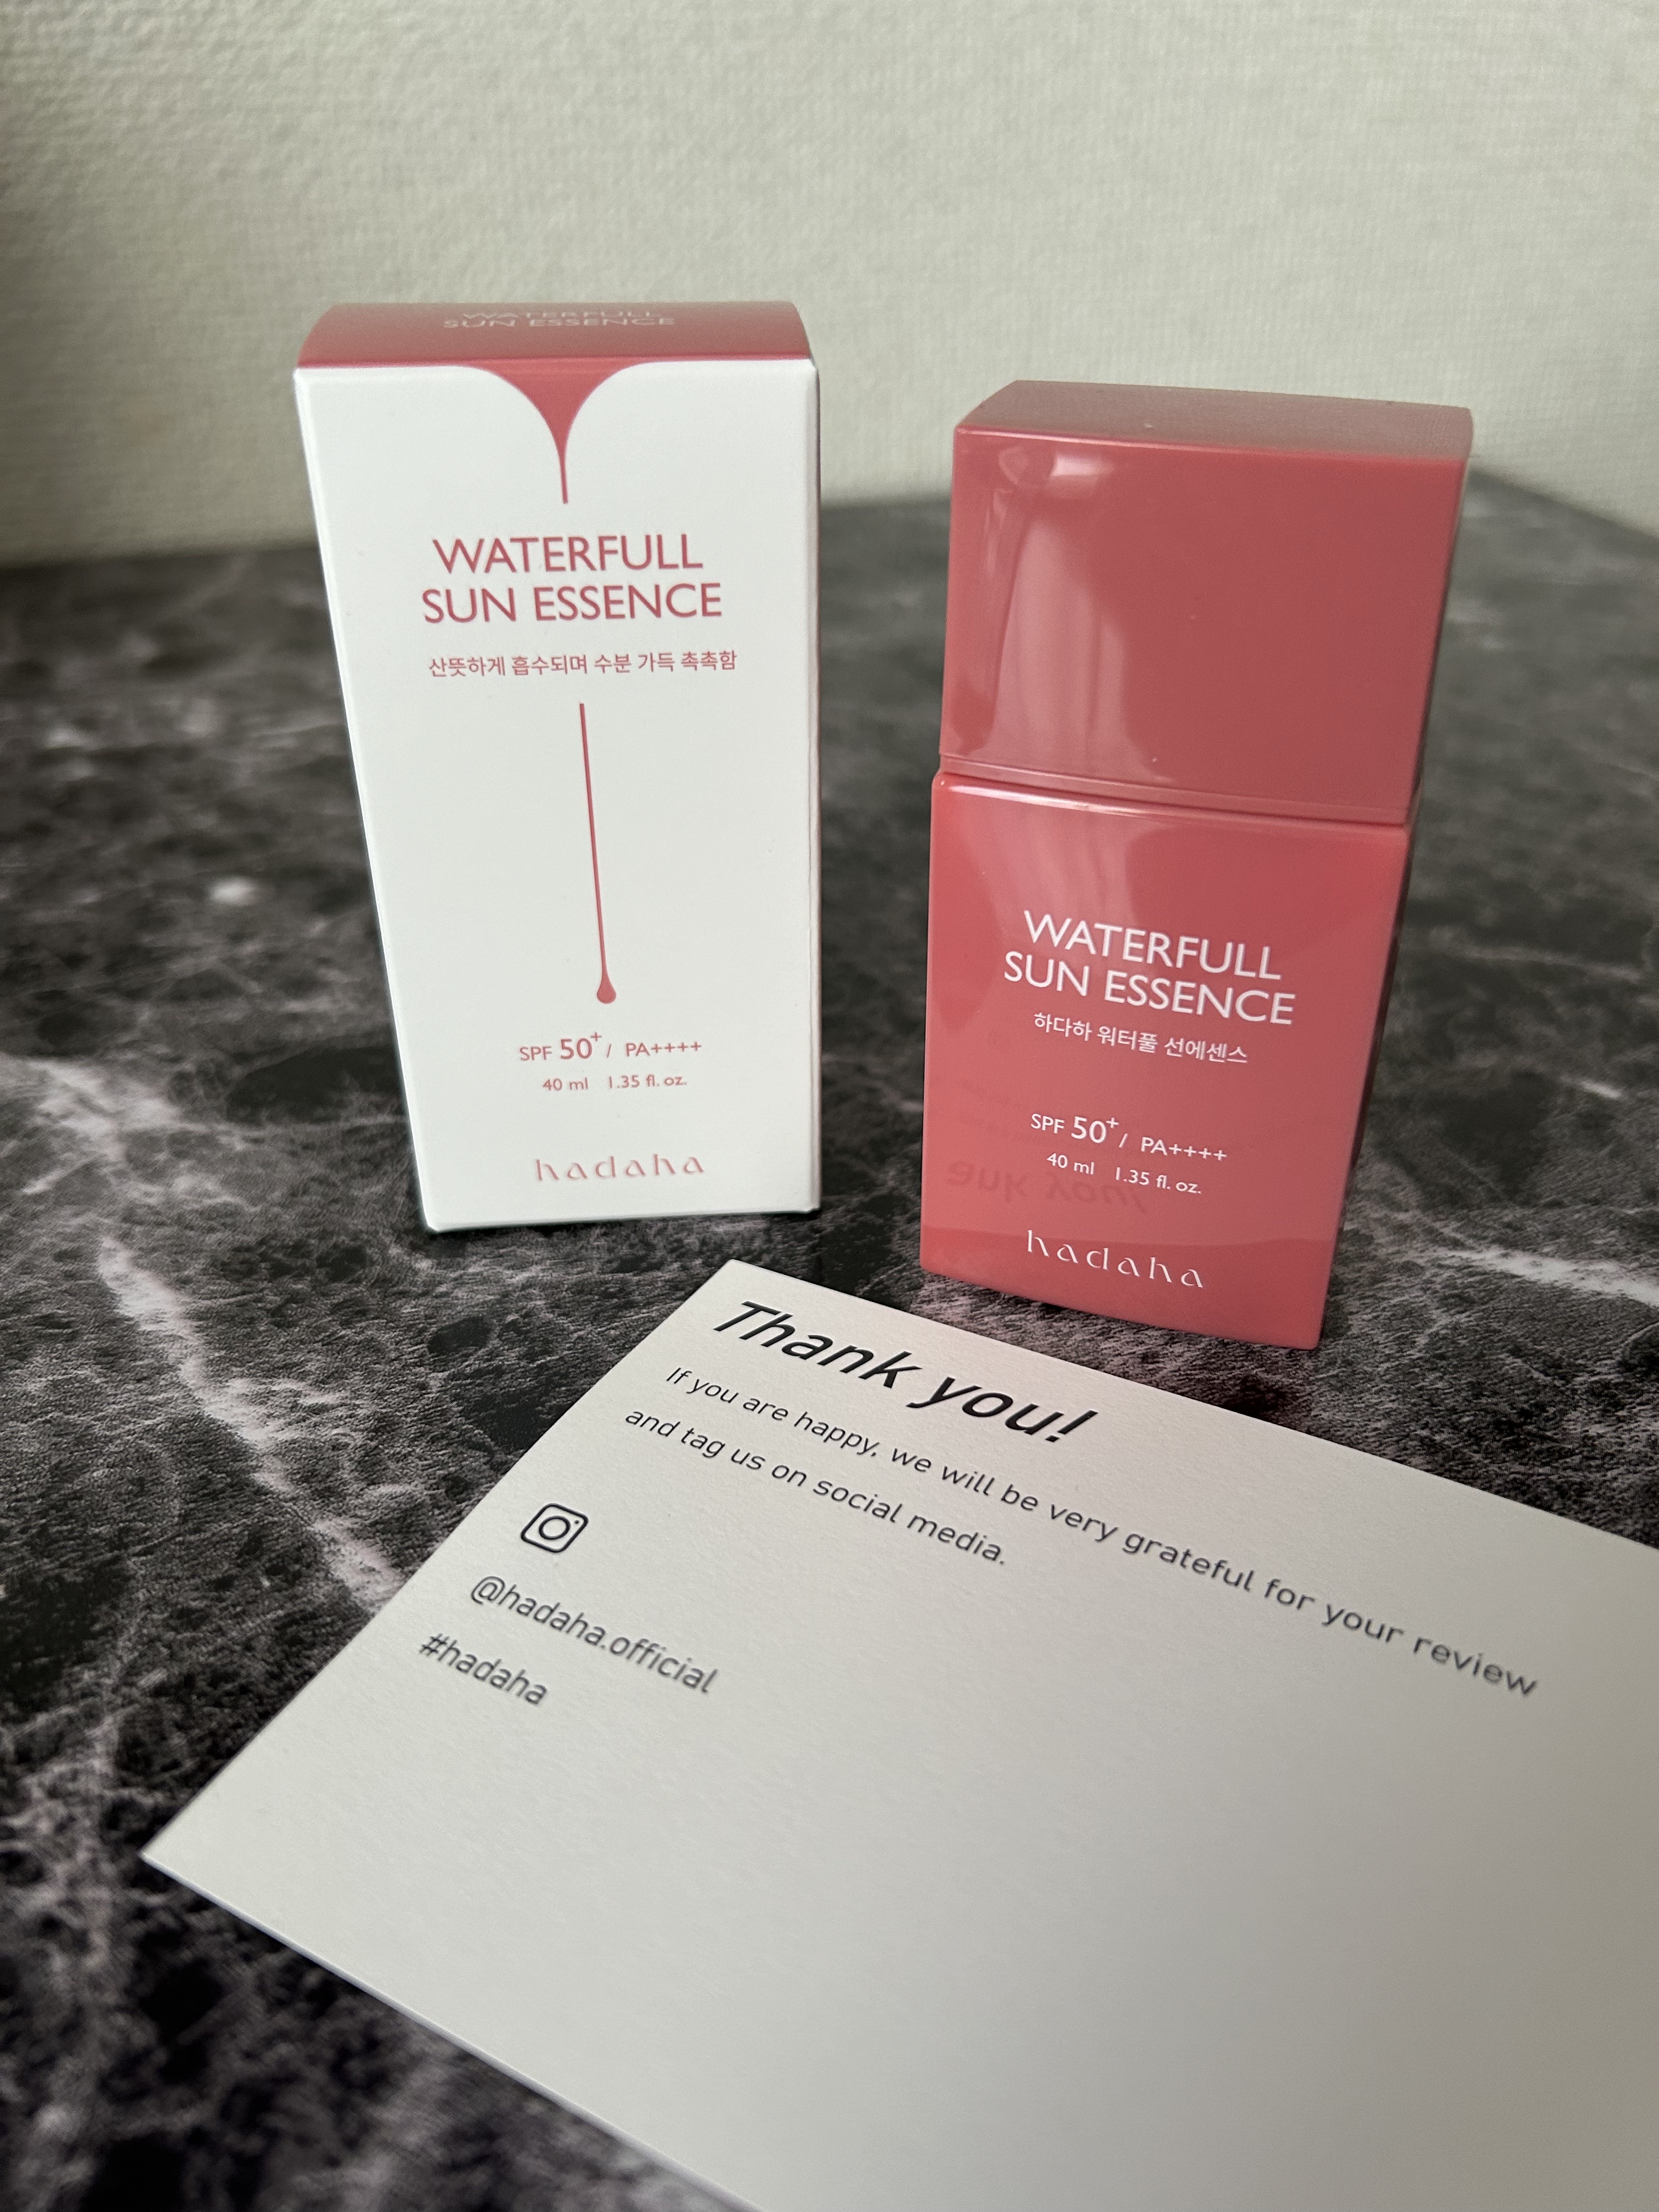 WATERFULL
SUN ESSENCE
WATERFULL
SUN ESSENCE
산뜻하게 흡수되며 수분 가득 촉촉함
SPF 50+ / PA++++
40 ml 1.35 fl. oz.
hadaha
WATERFULL
SUN ESSENCE
하다하 워터풀 선에센스
SPF 50+ / PA++++
40 ml 1.35 fl. oz.
hadaha
Thank you!
If you are happy, we will be very grateful for your review
and tag us on social media.
@hadaha.official
#hadaha